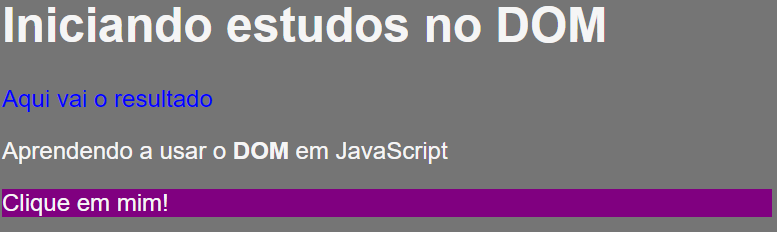 Iniciando estudos no DOM
Aqui vai o resultado
Aprendendo a usar o DOM em JavaScript
Clique em mim!